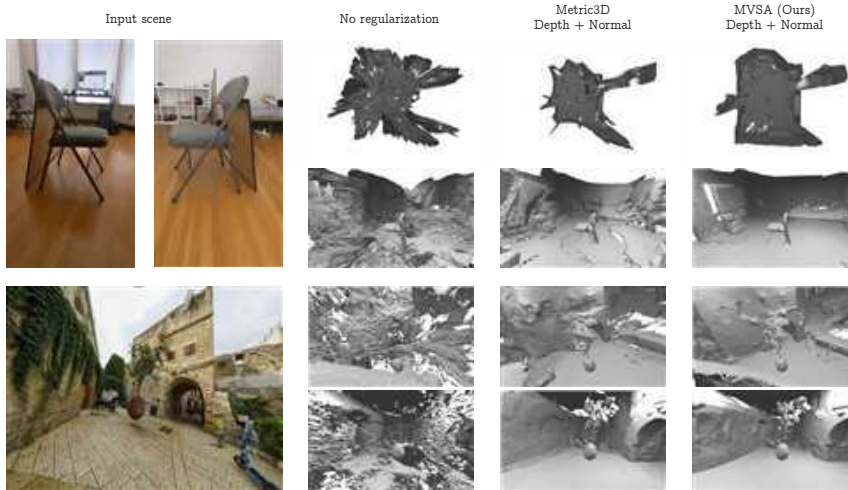 Input scene
No regularization
Metric3D
Depth + Normal
MVSA (Ours)
Depth + Normal